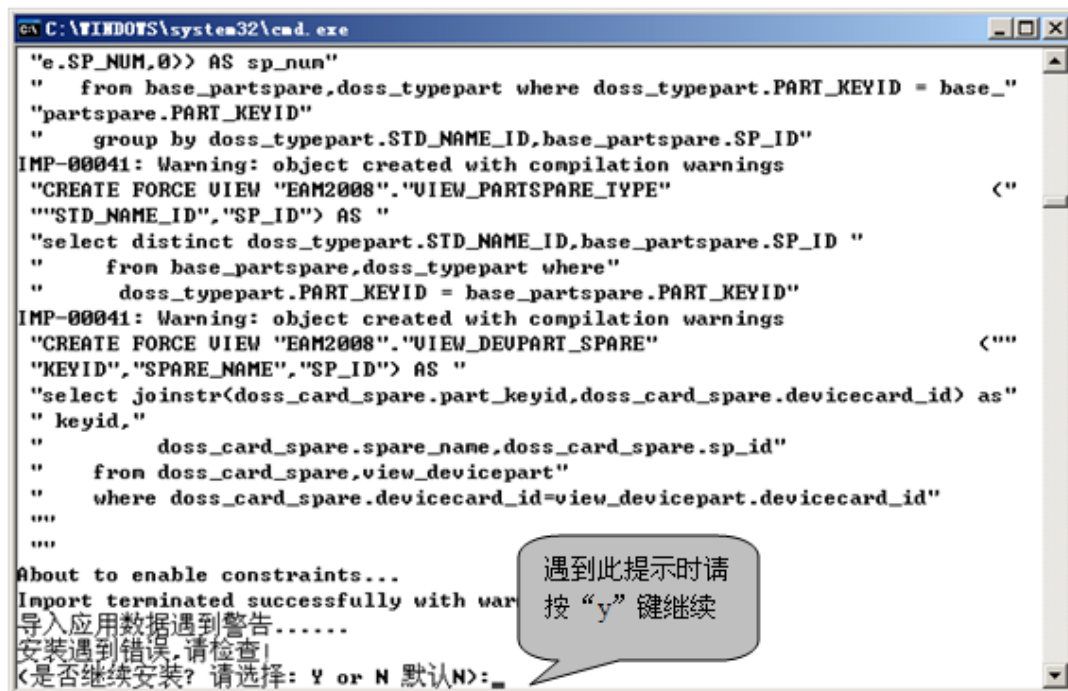 C:\WINDOWS\system32\cmd.exe
"e.SP_NUM,0)) AS sp_num"
"   from base_partspare,doss_typepart where doss_typepart.PART_KEYID = base_"
"partspare.PART_KEYID"
"    group by doss_typepart.STD_NAME_ID,base_partspare.SP_ID"
IMP-00041: Warning: object created with compilation warnings
"CREATE FORCE VIEW "EAM2008"."VIEW_PARTSPARE_TYPE"                            ("
""STD_NAME_ID","SP_ID") AS "
"select distinct doss_typepart.STD_NAME_ID,base_partspare.SP_ID "
"     from base_partspare,doss_typepart where"
"      doss_typepart.PART_KEYID = base_partspare.PART_KEYID"
IMP-00041: Warning: object created with compilation warnings
"CREATE FORCE VIEW "EAM2008"."VIEW_DEVPART_SPARE"                            (""
"KEYID","SPARE_NAME","SP_ID") AS "
"select joinstr(doss_card_spare.part_keyid,doss_card_spare.devicecard_id) as"
" keyid,"
"         doss_card_spare.spare_name,doss_card_spare.sp_id"
"    from doss_card_spare,view_devicepart"
"    where doss_card_spare.devicecard_id=view_devicepart.devicecard_id"
""
""
About to enable constraints...
Import terminated successfully with war
导入应用数据遇到警告......
安装遇到错误,请检查!
(是否继续安装? 请选择: Y or N 默认N):_
遇到此提示时请
按“y”键继续